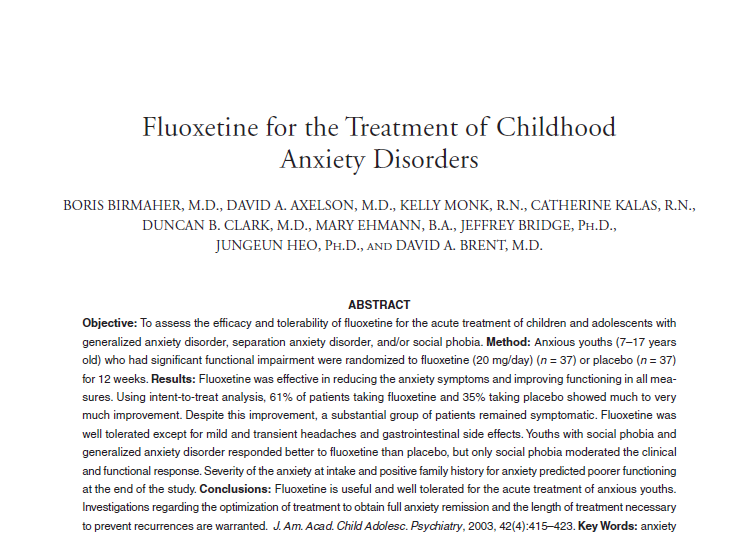 Fluoxetine for the Treatment of Childhood
Anxiety Disorders
BORIS BIRMAHER, M.D., DAVID A. AXELSON, M.D., KELLY MONK, R.N., CATHERINE KALAS, R.N.,
DUNCAN B. CLARK, M.D., MARY EHMANN, B.A., JEFFREY BRIDGE, PH.D.,
JUNGEUN HEO, PH.D., AND DAVID A. BRENT, M.D.
ABSTRACT
Objective: To assess the efficacy and tolerability of fluoxetine for the acute treatment of children and adolescents with
generalized anxiety disorder, separation anxiety disorder, and/or social phobia. Method: Anxious youths (7–17 years
old) who had significant functional impairment were randomized to fluoxetine (20 mg/day) (n = 37) or placebo (n = 37)
for 12 weeks. Results: Fluoxetine was effective in reducing the anxiety symptoms and improving functioning in all mea-
sures. Using intent-to-treat analysis, 61% of patients taking fluoxetine and 35% taking placebo showed much to very
much improvement. Despite this improvement, a substantial group of patients remained symptomatic. Fluoxetine was
well tolerated except for mild and transient headaches and gastrointestinal side effects. Youths with social phobia and
generalized anxiety disorder responded better to fluoxetine than placebo, but only social phobia moderated the clinical
and functional response. Severity of the anxiety at intake and positive family history for anxiety predicted poorer functioning
at the end of the study. Conclusions: Fluoxetine is useful and well tolerated for the acute treatment of anxious youths.
Investigations regarding the optimization of treatment to obtain full anxiety remission and the length of treatment necessary
to prevent recurrences are warranted. J. Am. Acad. Child Adolesc. Psychiatry, 2003, 42(4):415–423. Key Words: anxiety